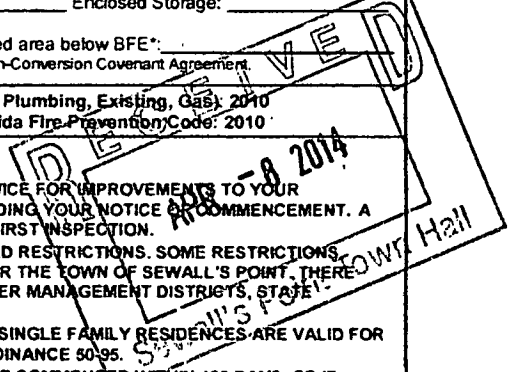 Enclosed Storage:
ed area below BFE*:
n-Conversion Covenant Agreement.
Plumbing, Existing, Gas): 2010
ida Fire Prevention Code: 2010
RECEIVED
APR - 8 2014
Sewall's Point Town Hall
ICE FOR IMPROVEMENTS TO YOUR
DING YOUR NOTICE OF COMMENCEMENT. A
IRST INSPECTION.
D RESTRICTIONS. SOME RESTRICTIONS
R THE TOWN OF SEWALL'S POINT, THERE
ER MANAGEMENT DISTRICTS, STATE
SINGLE FAMILY RESIDENCES ARE VALID FOR
DINANCE 50-95.